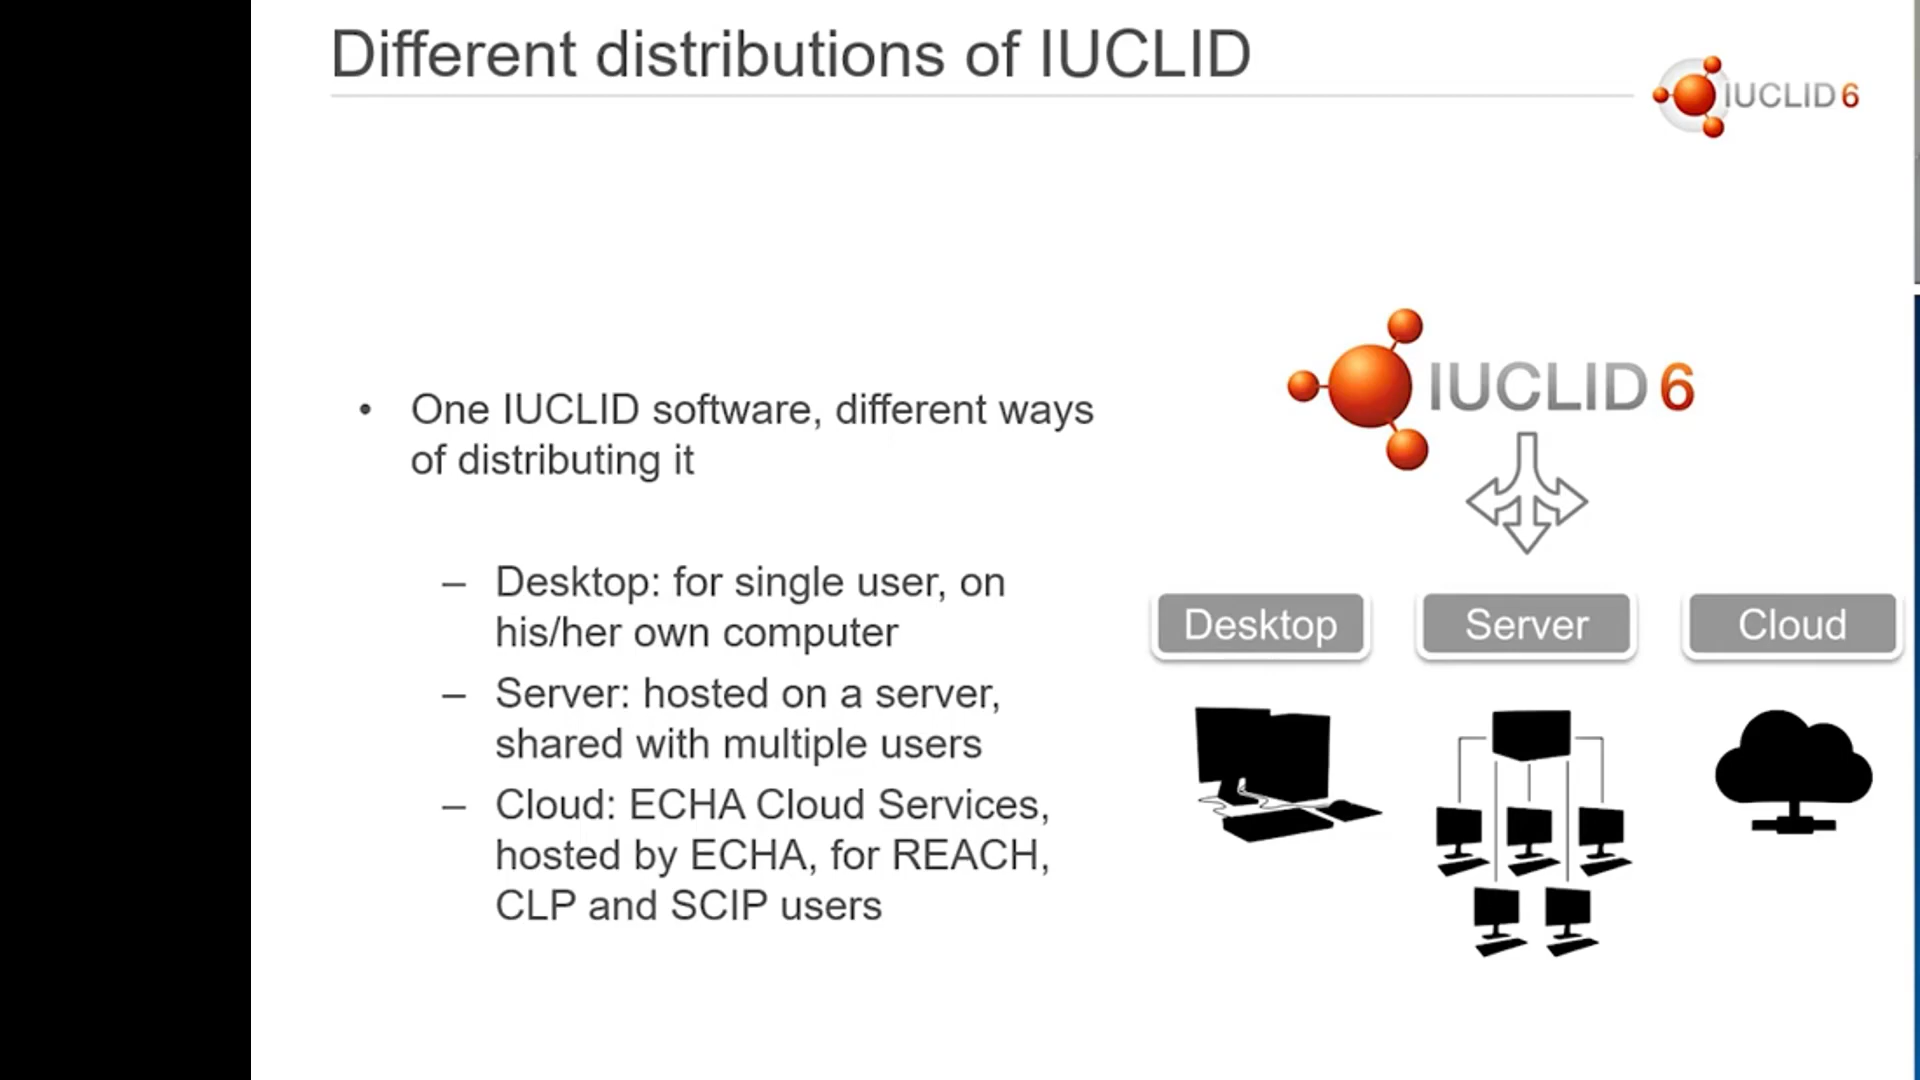 Different distributions of IUCLID
IUCLID 6
• One IUCLID software, different ways
of distributing it
– Desktop: for single user, on
his/her own computer
– Server: hosted on a server,
shared with multiple users
– Cloud: ECHA Cloud Services,
hosted by ECHA, for REACH,
CLP and SCIP users
IUCLID 6
Desktop
Server
Cloud